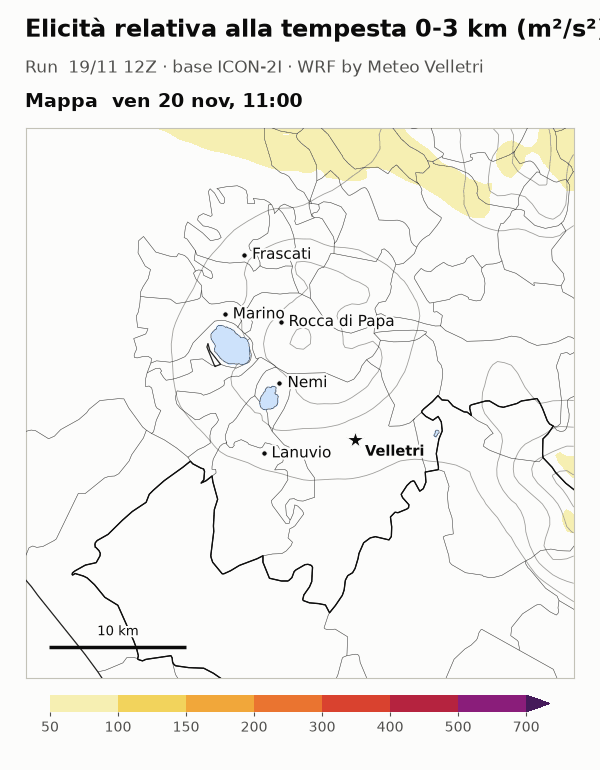 Elicità relativa alla tempesta 0-3 km (m²/s²)
Run 19/11 12Z · base ICON-2I · WRF by Meteo Velletri
Mappa ven 20 nov, 11:00
Frascati
Marino
Rocca di Papa
Nemi
Velletri
Lanuvio
10 km
50 100 150 200 300 400 500 700